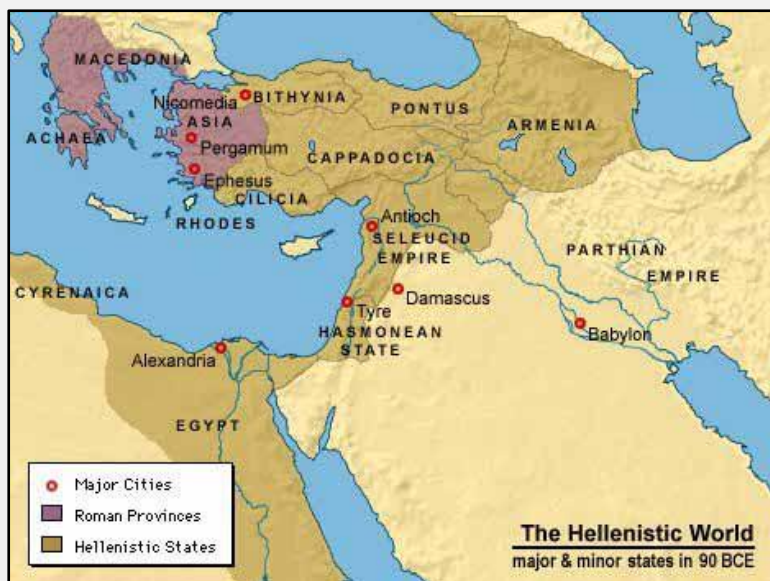 MACEDONIA
Nicomedia
BITHYNIA
PONTUS
ASIA
ARMENIA
ACHAEA
Pergamum
CAPPADOCIA
Ephesus
CILICIA
RHODES
Antioch
SELEUCID
EMPIRE
PARTHIAN
EMPIRE
CYRENAICA
Damascus
Tyre
HASMONEAN
STATE
Babylon
Alexandria
EGYPT
Major Cities
Roman Provinces
Hellenistic States
The Hellenistic World
major & minor states in 90 BCE